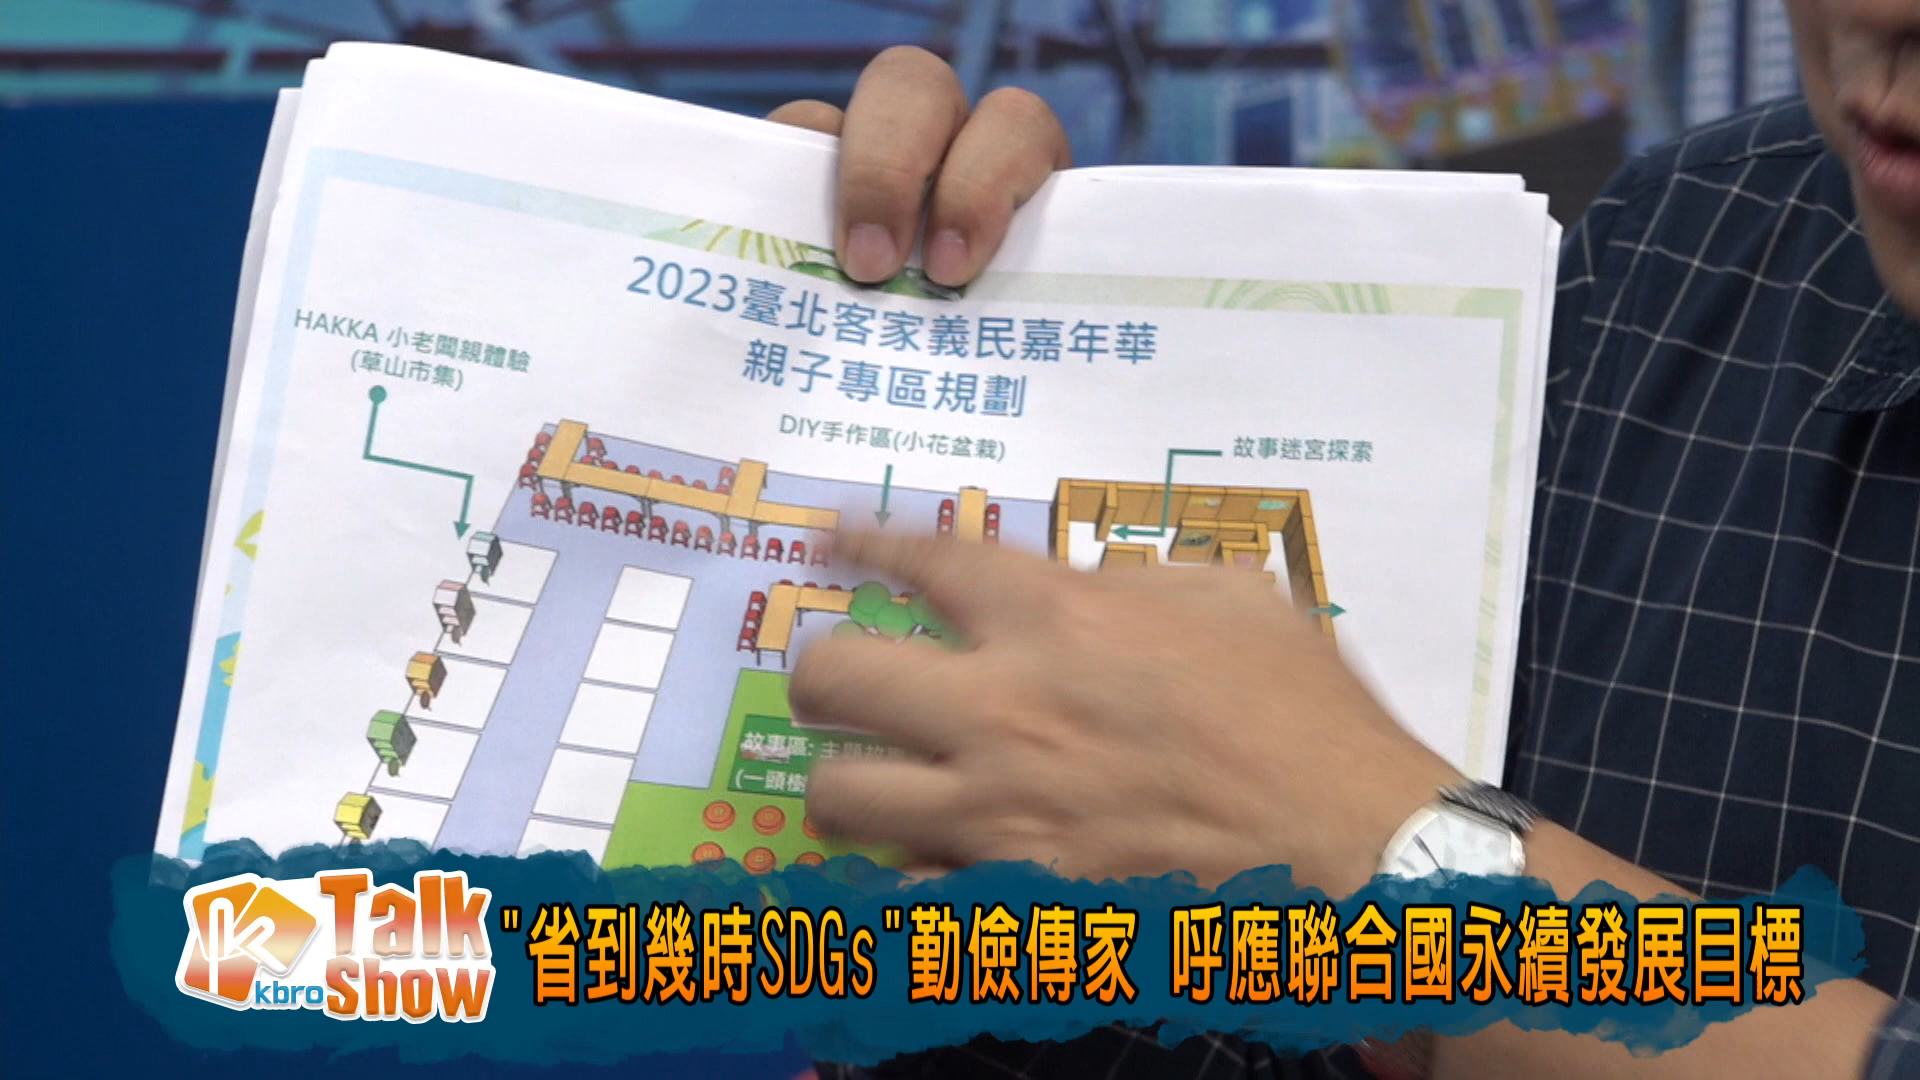 2023臺北客家義民嘉年華
親子專區規劃
HAKKA 小老闆親體驗
(草山市集)
DIY手作區(小花盆栽)
故事迷宮探索
故事區: 主題故
(一頭樹
Talk
Show
kbro
"省到幾時SDGs"勤儉傳家 呼應聯合國永續發展目標